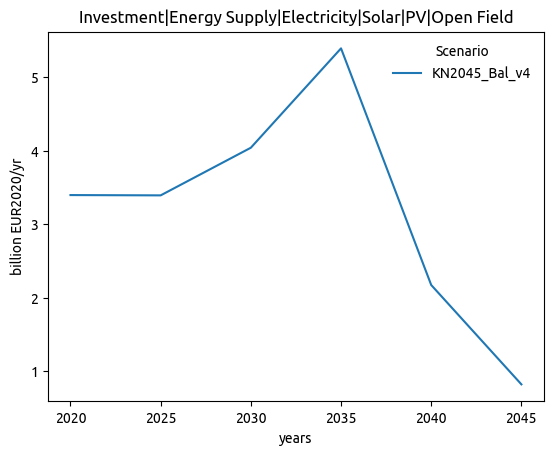 Investment|Energy Supply|Electricity|Solar|PV|Open Field
Scenario
KN2045_Bal_v4
billion EUR2020/yr
5
4
3
2
1
2020 2025 2030 2035 2040 2045
years